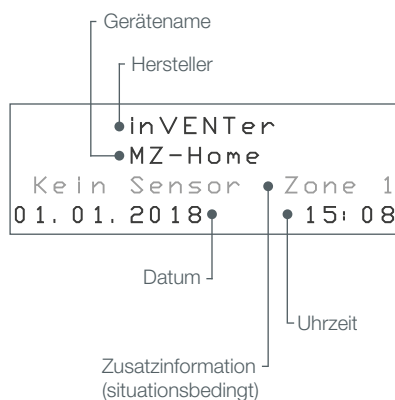 Gerätename
Hersteller
inVENTer
MZ-Home
Kein Sensor Zone 1
01.01.2018 15:08
Datum
Uhrzeit
Zusatzinformation
(situationsbedingt)